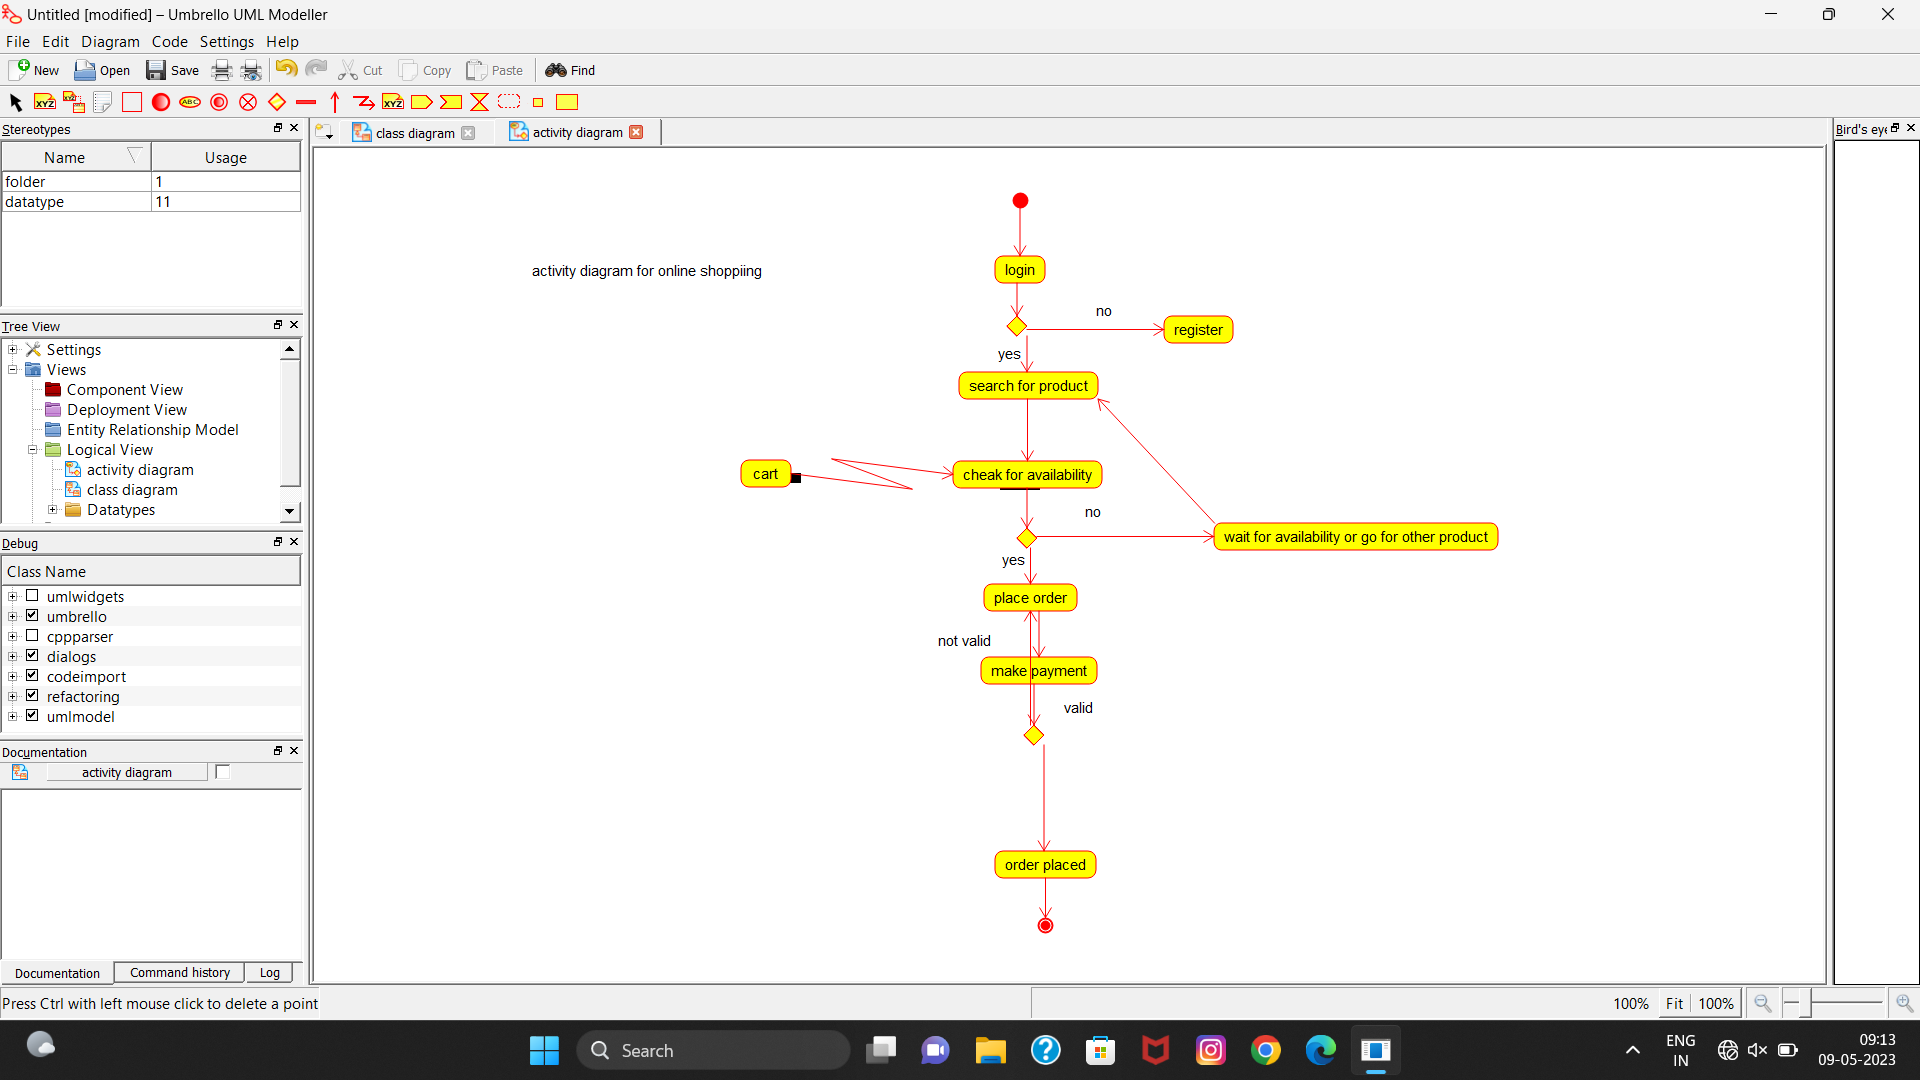 Untitled [modified] – Umbrello UML Modeller
File Edit Diagram Code Settings Help
New Open Save Cut Copy Paste Find
XYZ XYZ ABC XYZ
Stereotypes
Name Usage
folder 1
datatype 11
Tree View
Settings
Views
Component View
Deployment View
Entity Relationship Model
Logical View
activity diagram
class diagram
Datatypes
Debug
Class Name
umlwidgets
umbrello
cppparser
dialogs
codeimport
refactoring
umlmodel
Documentation
activity diagram
Documentation Command history Log
Press Ctrl with left mouse click to delete a point
class diagram activity diagram
Bird's eye
activity diagram for online shoppiing
login
no
register
yes
search for product
cart
cheak for availability
no
wait for availability or go for other product
yes
place order
not valid
make payment
valid
order placed
100% Fit 100%
Search
ENG
IN
09:13
09-05-2023